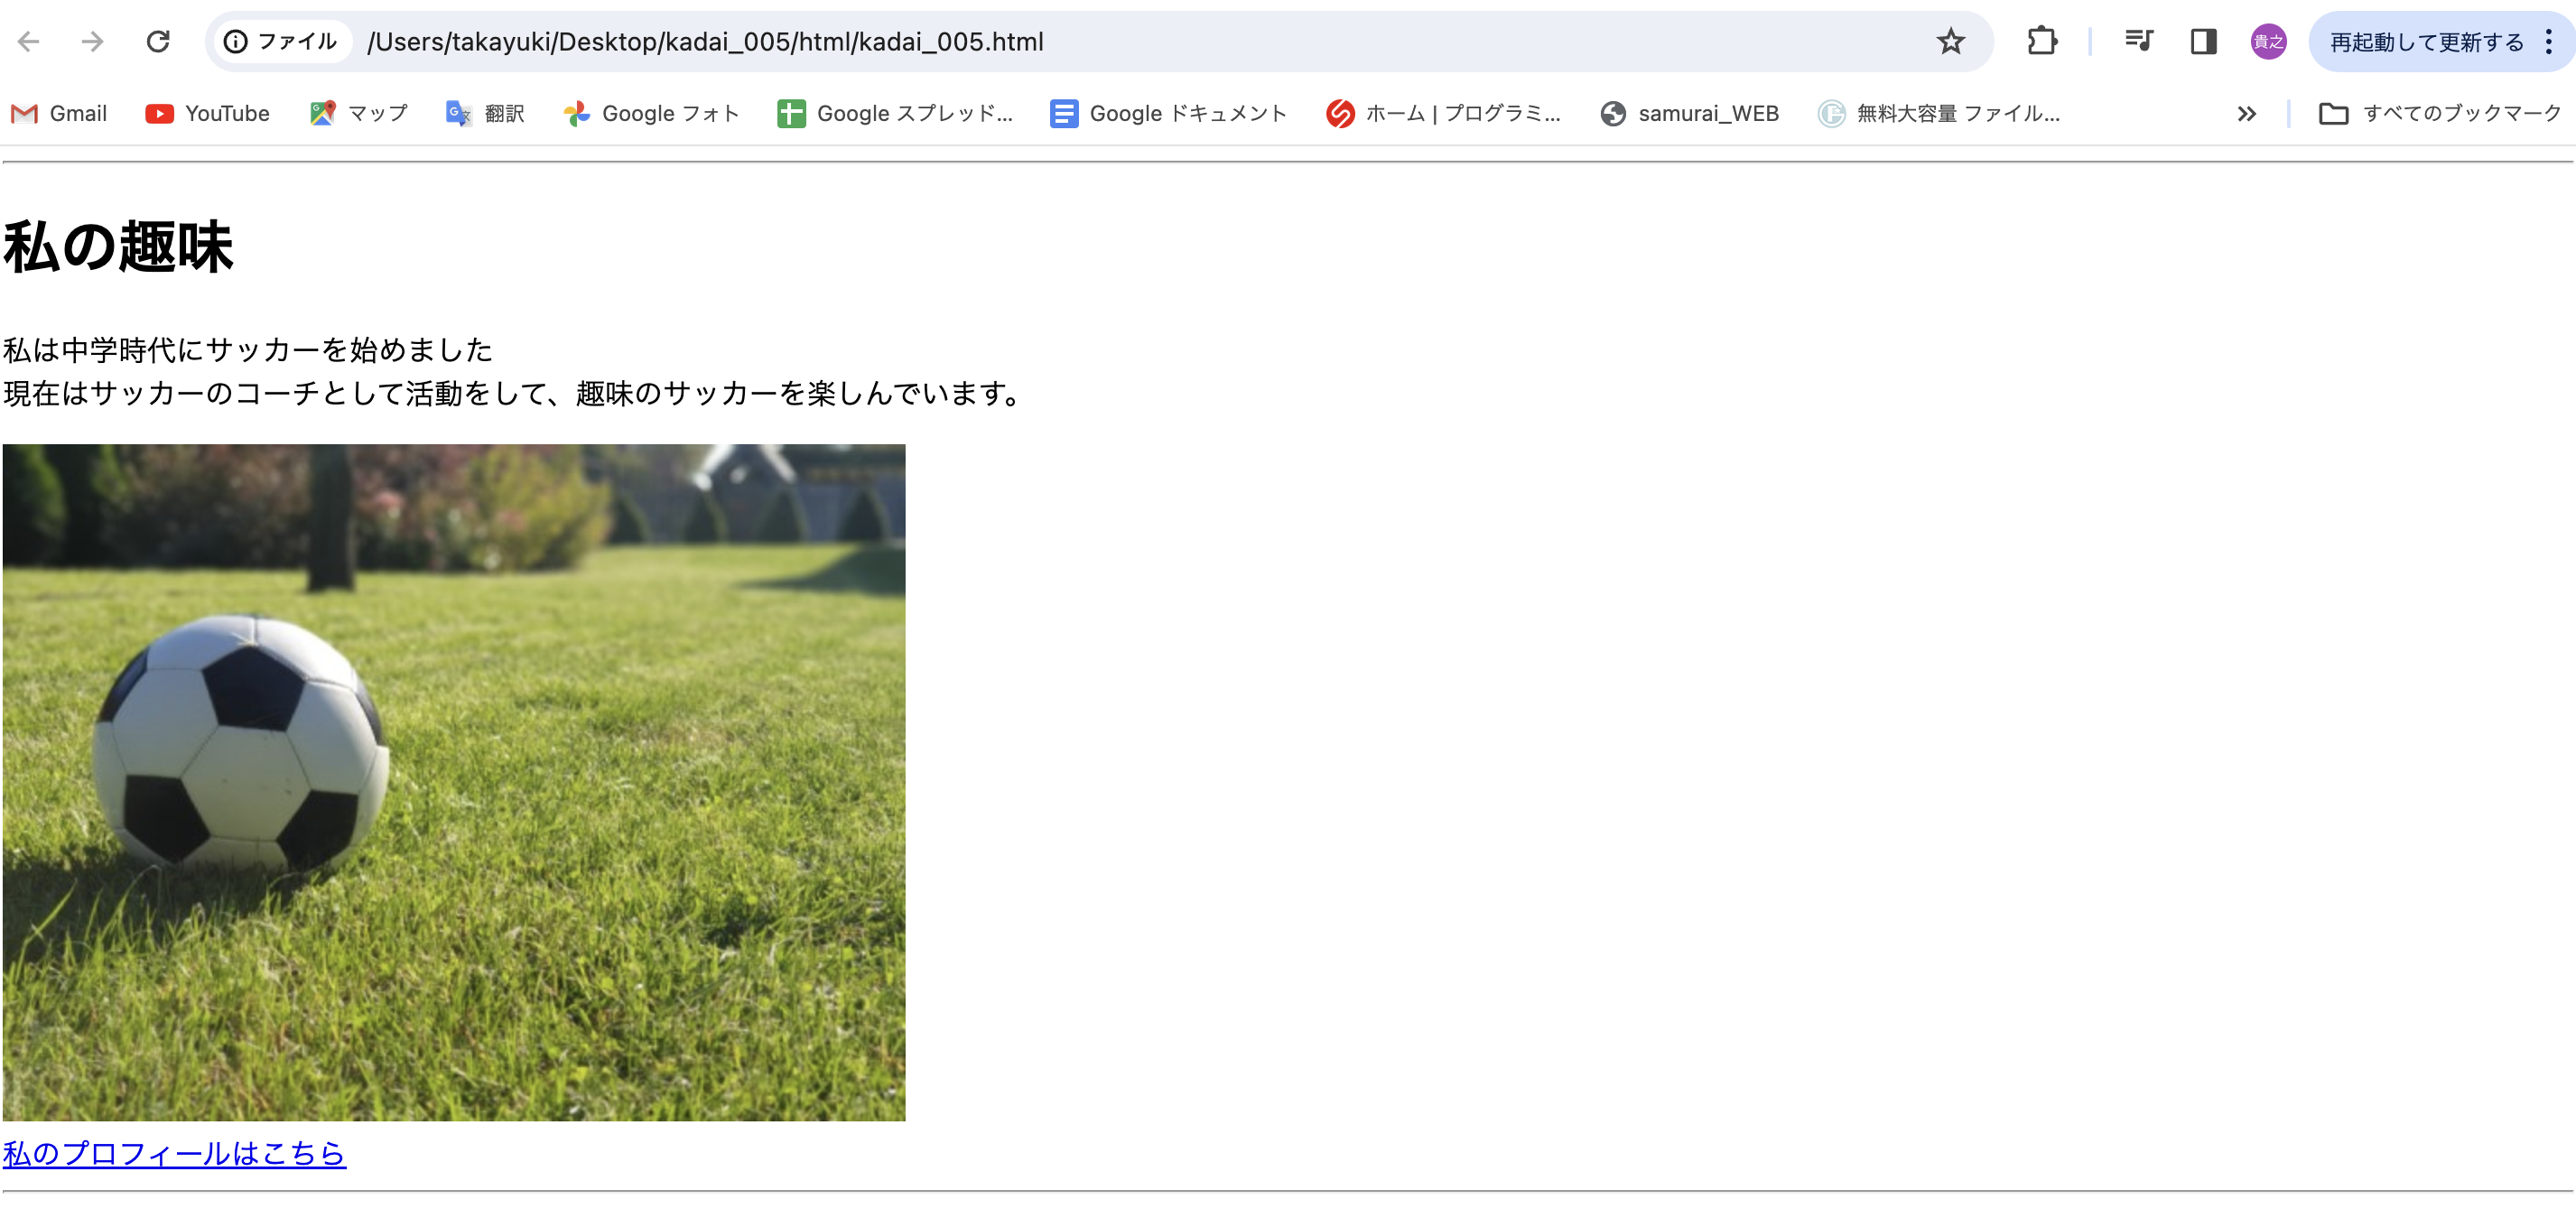 ファイル /Users/takayuki/Desktop/kadai_005/html/kadai_005.html 貴之 再起動して更新する
Gmail YouTube マップ 翻訳 Google フォト Google スプレッド... Google ドキュメント ホーム | プログラミ... samurai_WEB 無料大容量 ファイル... すべてのブックマーク
私の趣味
私は中学時代にサッカーを始めました
現在はサッカーのコーチとして活動をして、趣味のサッカーを楽しんでいます。
私のプロフィールはこちら